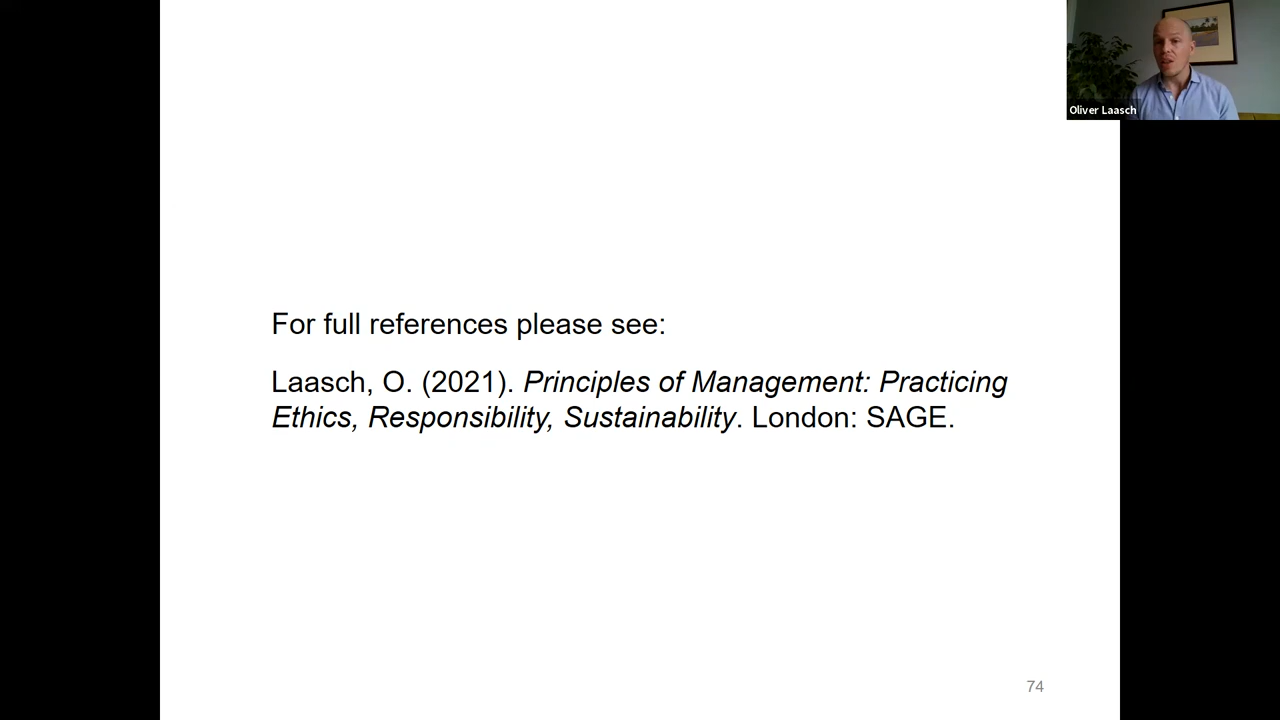 Oliver Laasch
For full references please see:
Laasch, O. (2021). Principles of Management: Practicing
Ethics, Responsibility, Sustainability. London: SAGE.
74